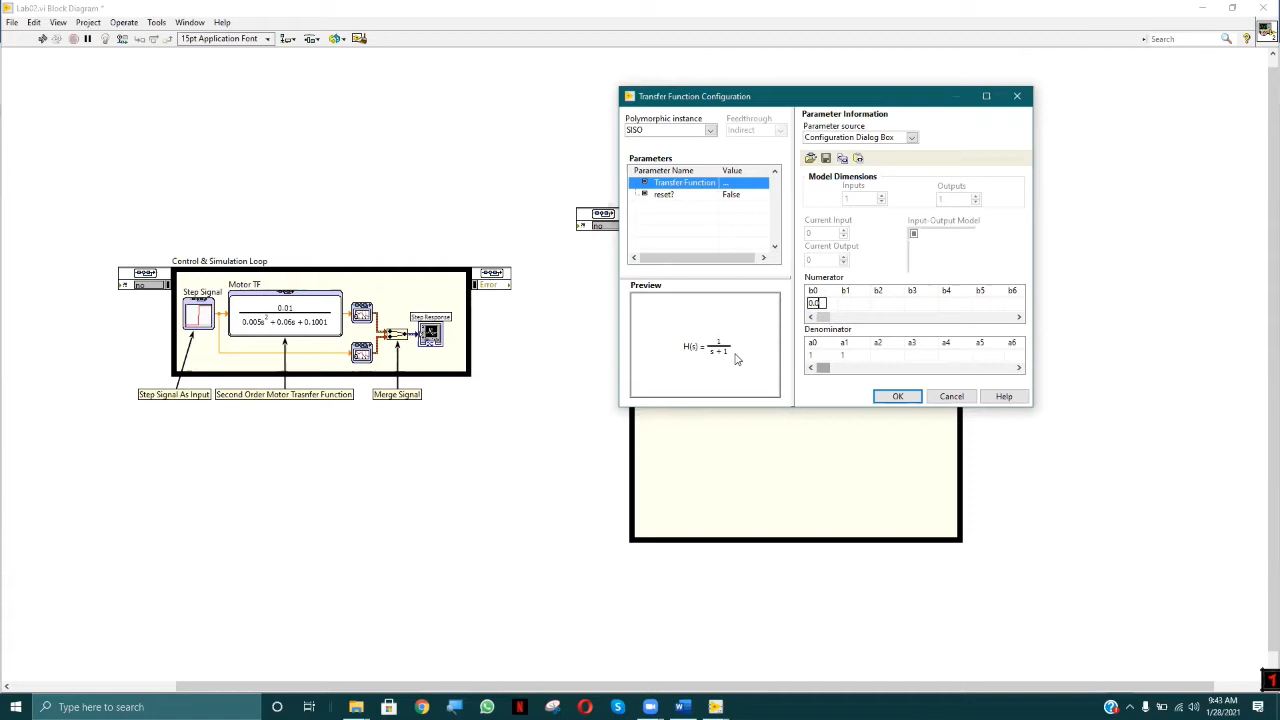 Lab02.vi Block Diagram *
File Edit View Project Operate Tools Window Help
15pt Application Font
Search
Transfer Function Configuration
Polymorphic instance
Feedthrough
SISO
Indirect
Parameters
Parameter Name Value
Transfer Function ...
reset? False
Preview
H(s) = 1
s + 1
Parameter Information
Parameter source
Configuration Dialog Box
Model Dimensions
Inputs Outputs
1 1
Current Input
0
Input-Output Model
Current Output
0
Numerator
b0 b1 b2 b3 b4 b5 b6
0.0
Denominator
a0 a1 a2 a3 a4 a5 a6
1 1
OK Cancel Help
no
Control & Simulation Loop
no
Error
Step Signal
Motor TF
0.01
0.005s² + 0.06s + 0.1001
Step Response
Step Signal As Input
Second Order Motor Trasnfer Function
Merge Signal
Type here to search
9:43 AM
1/28/2021